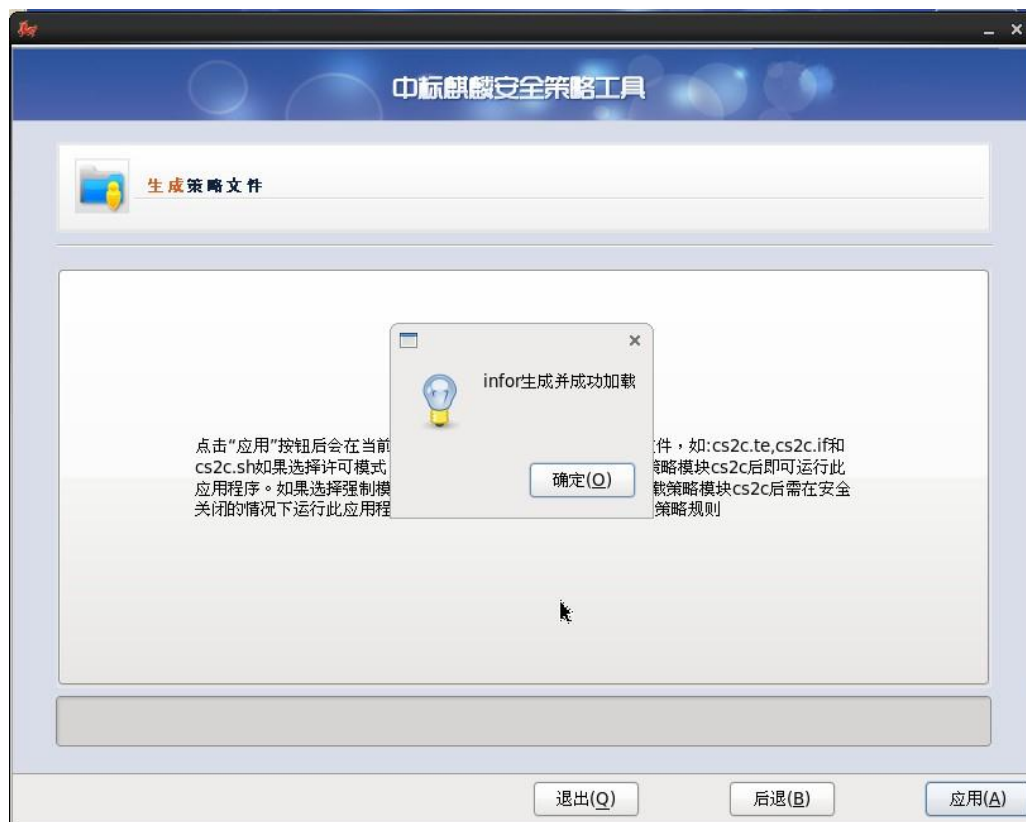 中标麒麟安全策略工具
生成策略文件
infor生成并成功加载
确定(O)
点击“应用”按钮后会在当前 件，如:cs2c.te,cs2c.if和
cs2c.sh如果选择许可模式 策略模块cs2c后即可运行此
应用程序。如果选择强制模 载策略模块cs2c后需在安全
关闭的情况下运行此应用程 策略规则
退出(Q)
后退(B)
应用(A)